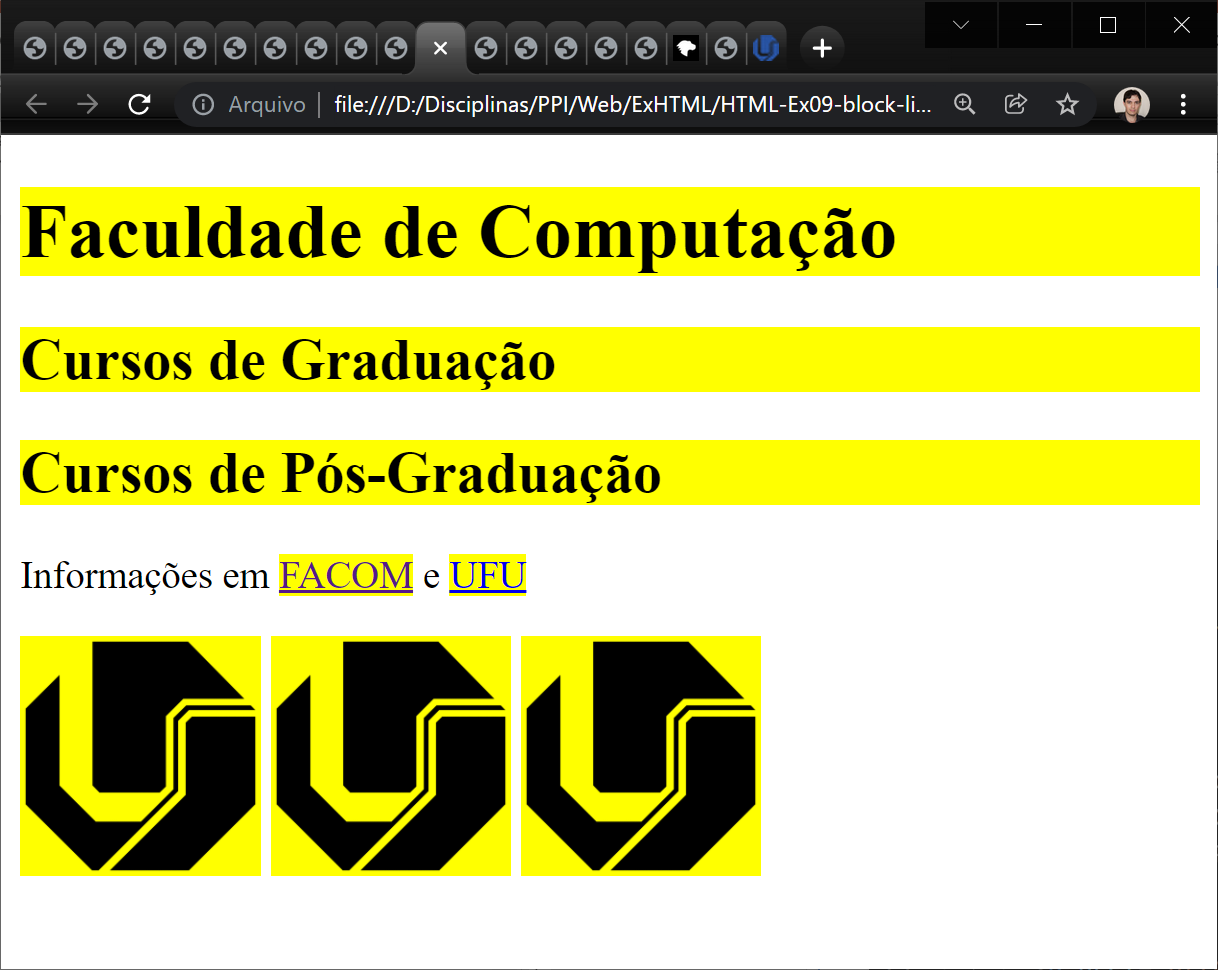 Arquivo | file:///D:/Disciplinas/PPI/Web/ExHTML/HTML-Ex09-block-li...
Faculdade de Computação
Cursos de Graduação
Cursos de Pós-Graduação
Informações em FACOM e UFU